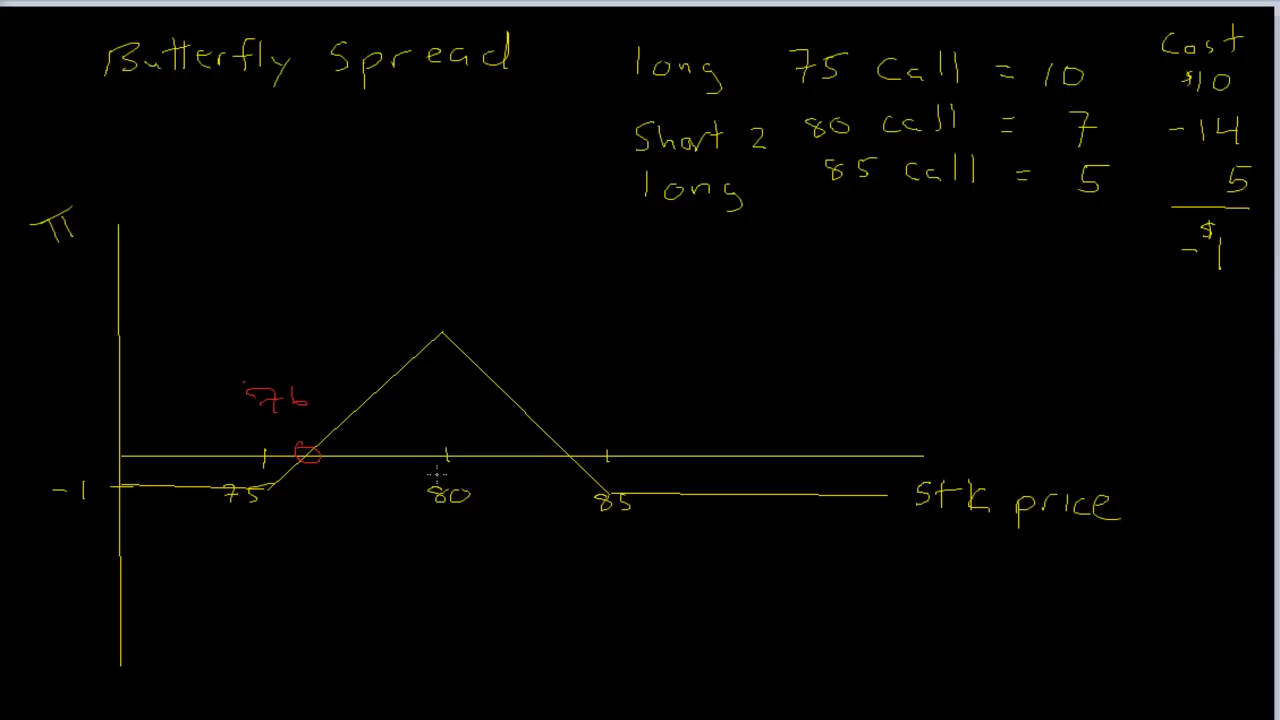 Butterfly Spread
Cost
long 75 Call = 10 $10
Short 2 80 call = 7 -14
long 85 call = 5 5
-$1
π
76
-1
75 80 85 Stk price